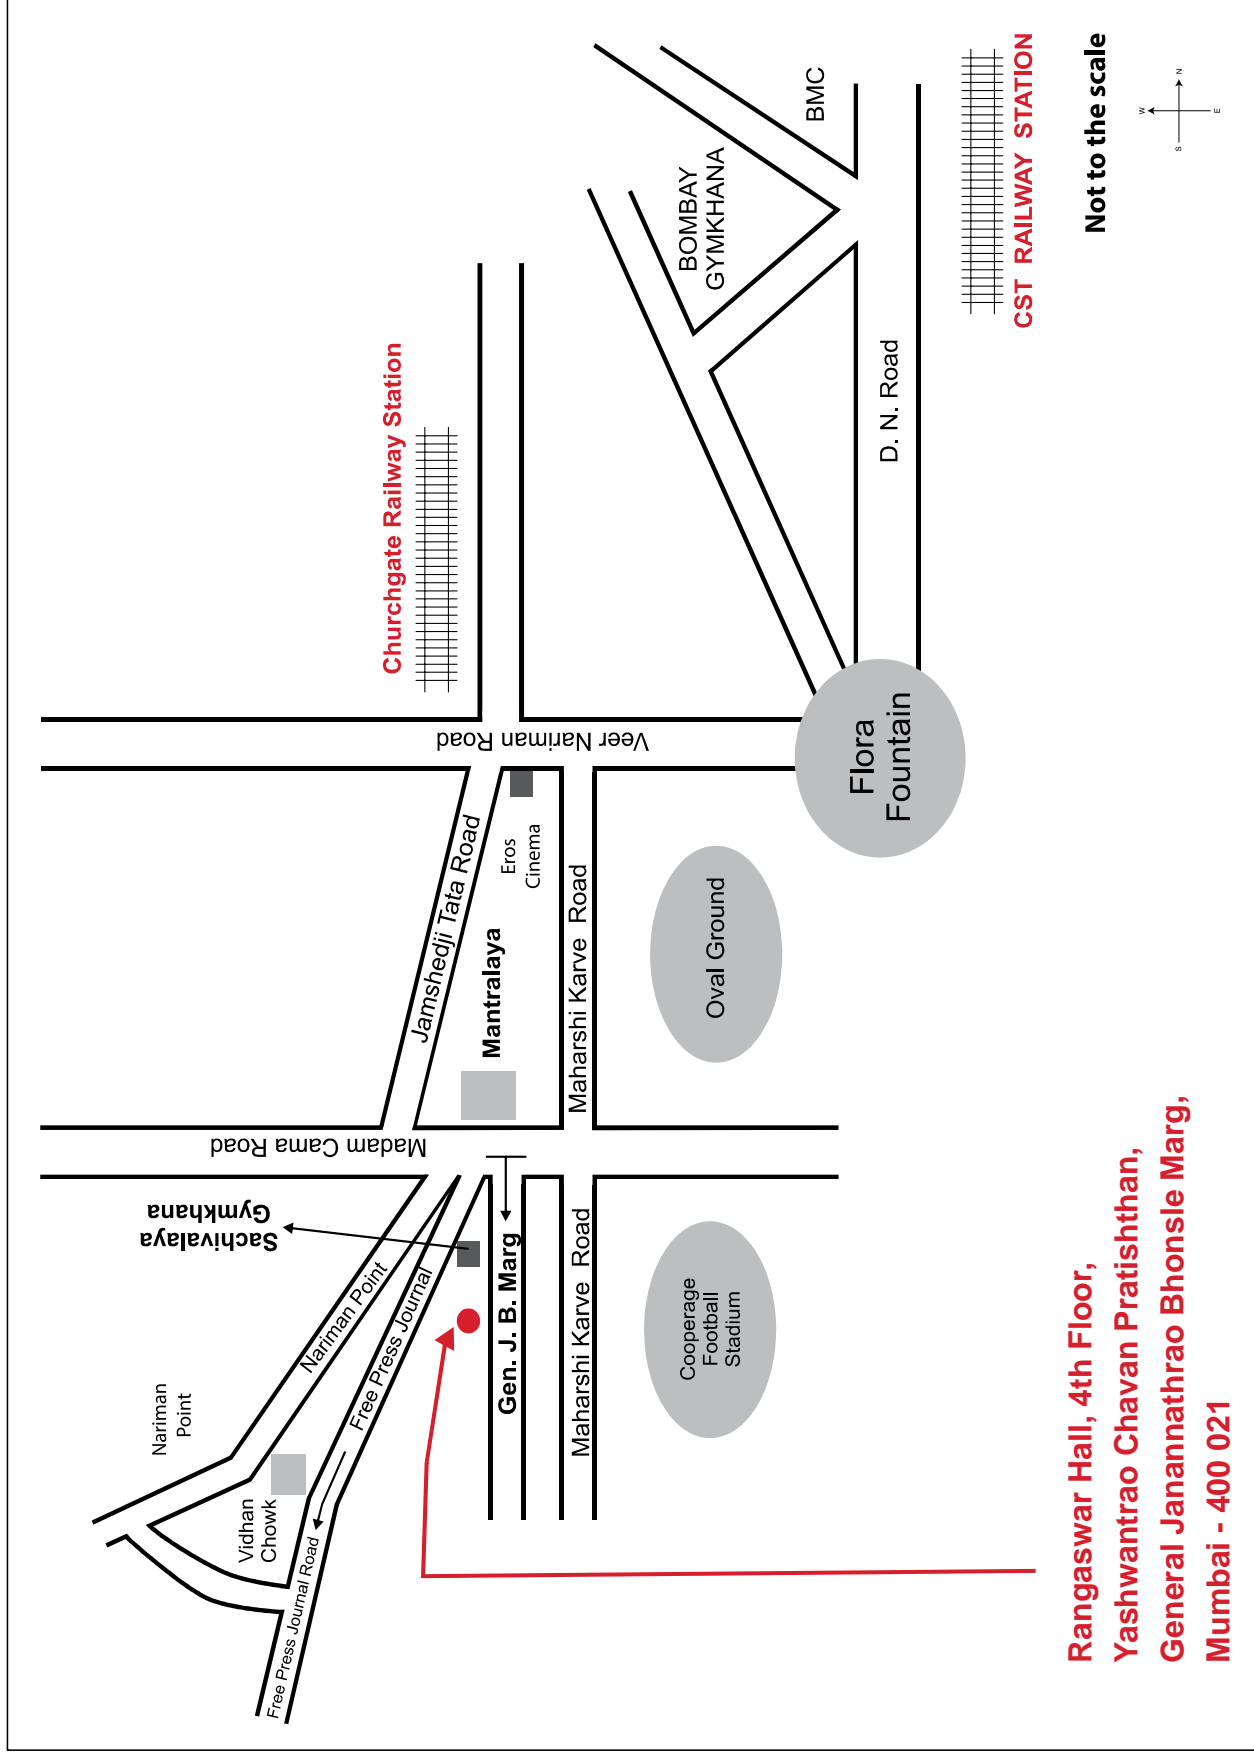 Churchgate Railway Station
BMC
BOMBAY
GYMKHANA
CST RAILWAY STATION
Not to the scale
W
N
S
E
D. N. Road
Veer Nariman Road
Flora
Fountain
Jamshedji Tata Road
Eros
Cinema
Mantralaya
Maharshi Karve Road
Oval Ground
Madam Cama Road
Sachivalaya
Gymkhana
Nariman Point
Free Press Journal
Gen. J. B. Marg
Maharshi Karve Road
Cooperage
Football
Stadium
Nariman
Point
Vidhan
Chowk
Free Press Journal Road
Rangaswar Hall, 4th Floor,
Yashwantrao Chavan Pratishthan,
General Janannathrao Bhonsle Marg,
Mumbai - 400 021